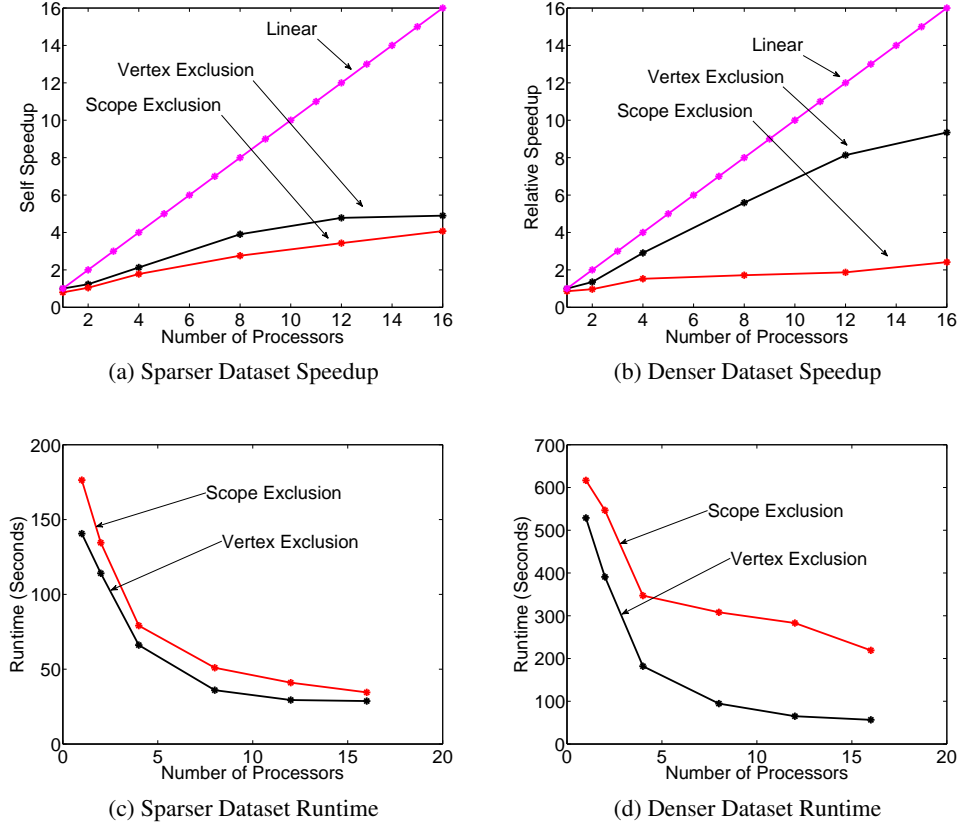 16
14
12
10
8
6
4
2
0
Self Speedup
Linear
Vertex Exclusion
Scope Exclusion
2 4 6 8 10 12 14 16
Number of Processors
(a) Sparser Dataset Speedup
16
14
12
10
8
6
4
2
0
Relative Speedup
Linear
Vertex Exclusion
Scope Exclusion
2 4 6 8 10 12 14 16
Number of Processors
(b) Denser Dataset Speedup
200
150
100
50
0
Runtime (Seconds)
Scope Exclusion
Vertex Exclusion
0 5 10 15 20
Number of Processors
(c) Sparser Dataset Runtime
700
600
500
400
300
200
100
0
Runtime (Seconds)
Scope Exclusion
Vertex Exclusion
0 5 10 15 20
Number of Processors
(d) Denser Dataset Runtime